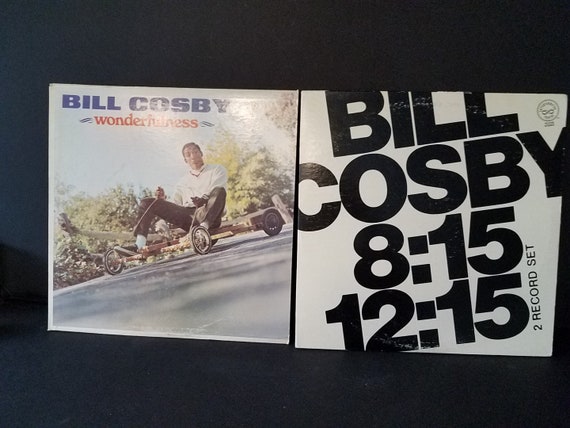 BILL COSBY
wonderfulness
BILL
COSBY
8:15
12:15
2 RECORD SET